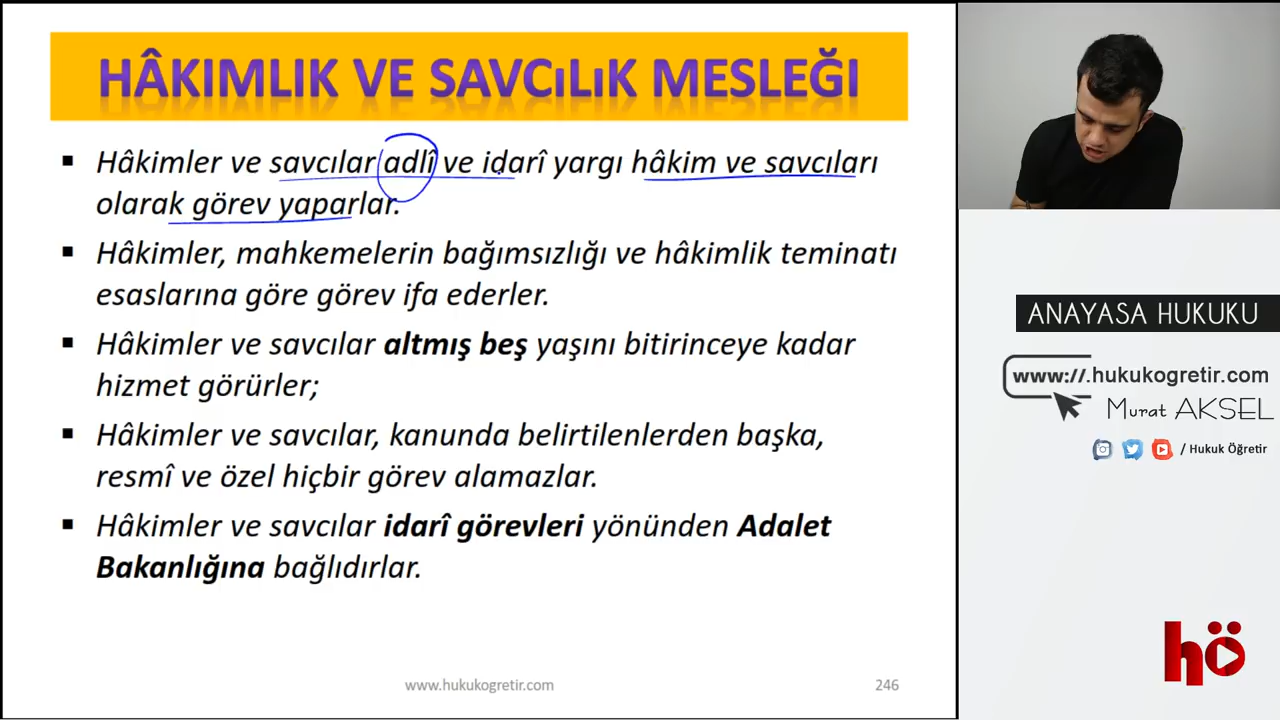 HÂKIMLIK VE SAVCıLıK MESLEĞI
▪ Hâkimler ve savcılar adlî ve idarî yargı hâkim ve savcıları
olarak görev yaparlar.
▪ Hâkimler, mahkemelerin bağımsızlığı ve hâkimlik teminatı
esaslarına göre görev ifa ederler.
▪ Hâkimler ve savcılar altmış beş yaşını bitirinceye kadar
hizmet görürler;
▪ Hâkimler ve savcılar, kanunda belirtilenlerden başka,
resmî ve özel hiçbir görev alamazlar.
▪ Hâkimler ve savcılar idarî görevleri yönünden Adalet
Bakanlığına bağlıdırlar.
www.hukukogretir.com
246
ANAYASA HUKUKU
www://.hukukogretir.com
Murat AKSEL
/ Hukuk Öğretir
hö